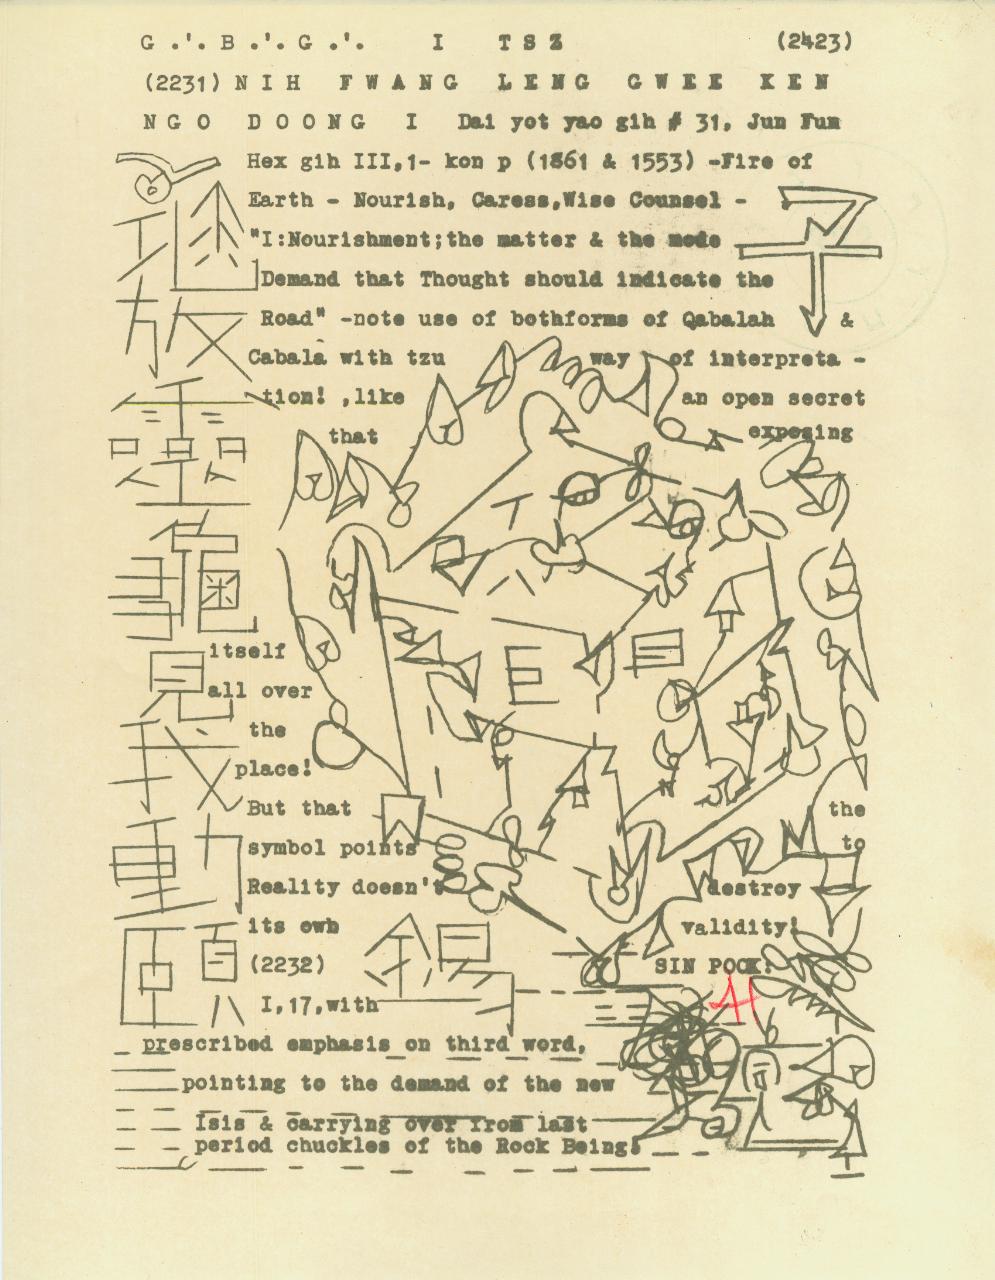 G .'. B .'. G .'. I TSZ (2423)
(2231) NIH FWANG LENG GWEE KEN
NGO DOONG I Dai yot yao gih # 31, Jun Fun
Hex gih III,1- kon p (1861 & 1553) -Fire of
Earth - Nourish, Caress,Wise Counsel -
"I:Nourishment;the matter & the mode
Demand that Thought should indicate the
Road" -note use of bothforms of Qabalah &
Cabala with tzu way of interpreta -
tion! ,like an open secret
that exposing
itself
all over
the
place!
But that the
symbol points to
Reality doesn't destroy
its own validity!
(2232) SIN POCK!
I,17,with
prescribed emphasis on third word,
pointing to the demand of the new
Isis & carrying over from last
period chuckles of the Rock Being!